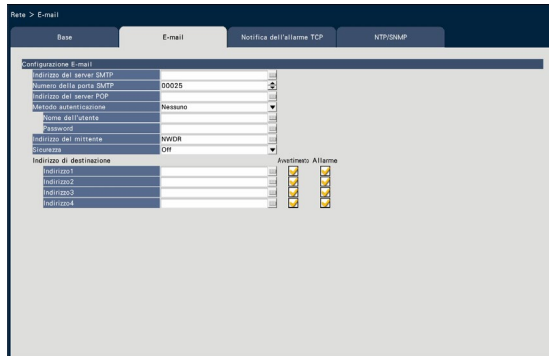 Rete > E-mail
Base E-mail Notifica dell'allarme TCP NTP/SNMP
Configurazione E-mail
Indirizzo del server SMTP
Numero della porta SMTP 00025
Indirizzo del server POP
Metodo autenticazione Nessuno
Nome dell'utente
Password
Indirizzo del mittente NWDR
Sicurezza Off
Indirizzo di destinazione Avvertimento Allarme
Indirizzo1
Indirizzo2
Indirizzo3
Indirizzo4